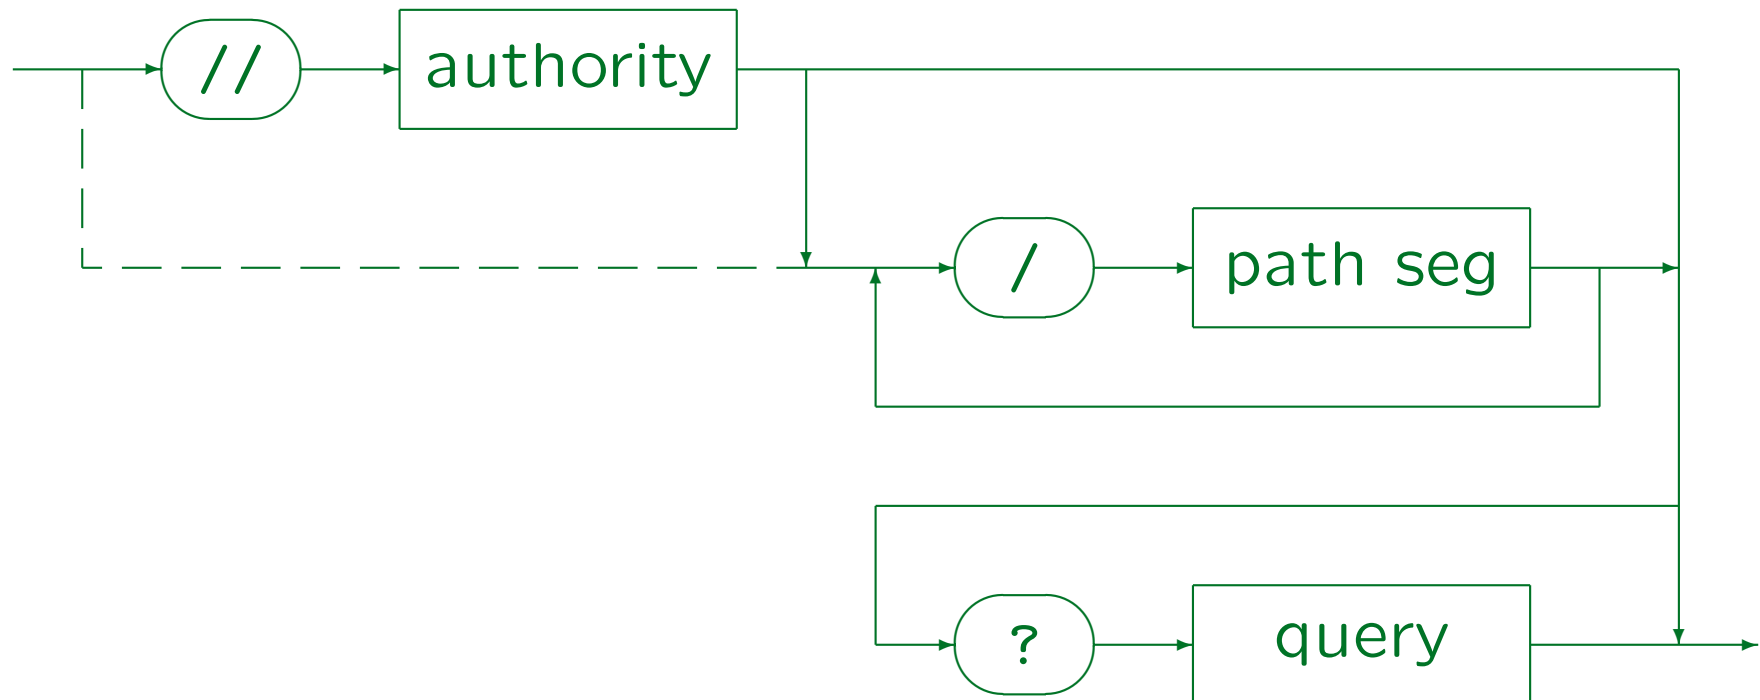 // authority
/ path seg
? query